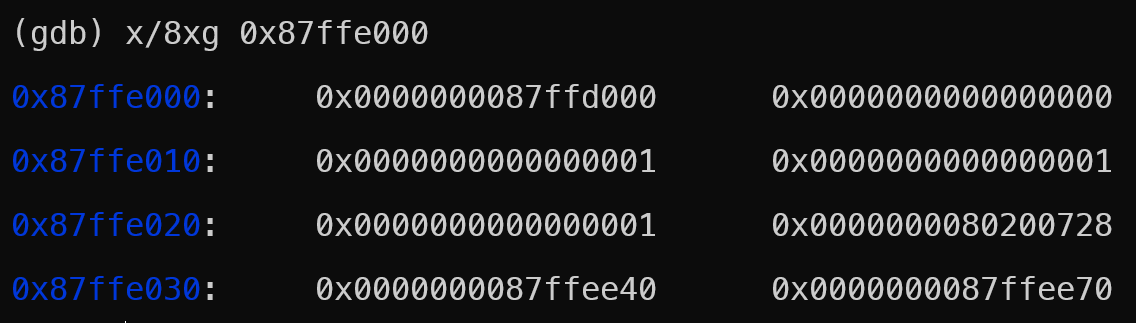 (gdb) x/8xg 0x87ffe000
0x87ffe000: 0x0000000087ffd000 0x0000000000000000
0x87ffe010: 0x0000000000000001 0x0000000000000001
0x87ffe020: 0x0000000000000001 0x0000000080200728
0x87ffe030: 0x0000000087ffee40 0x0000000087ffee70